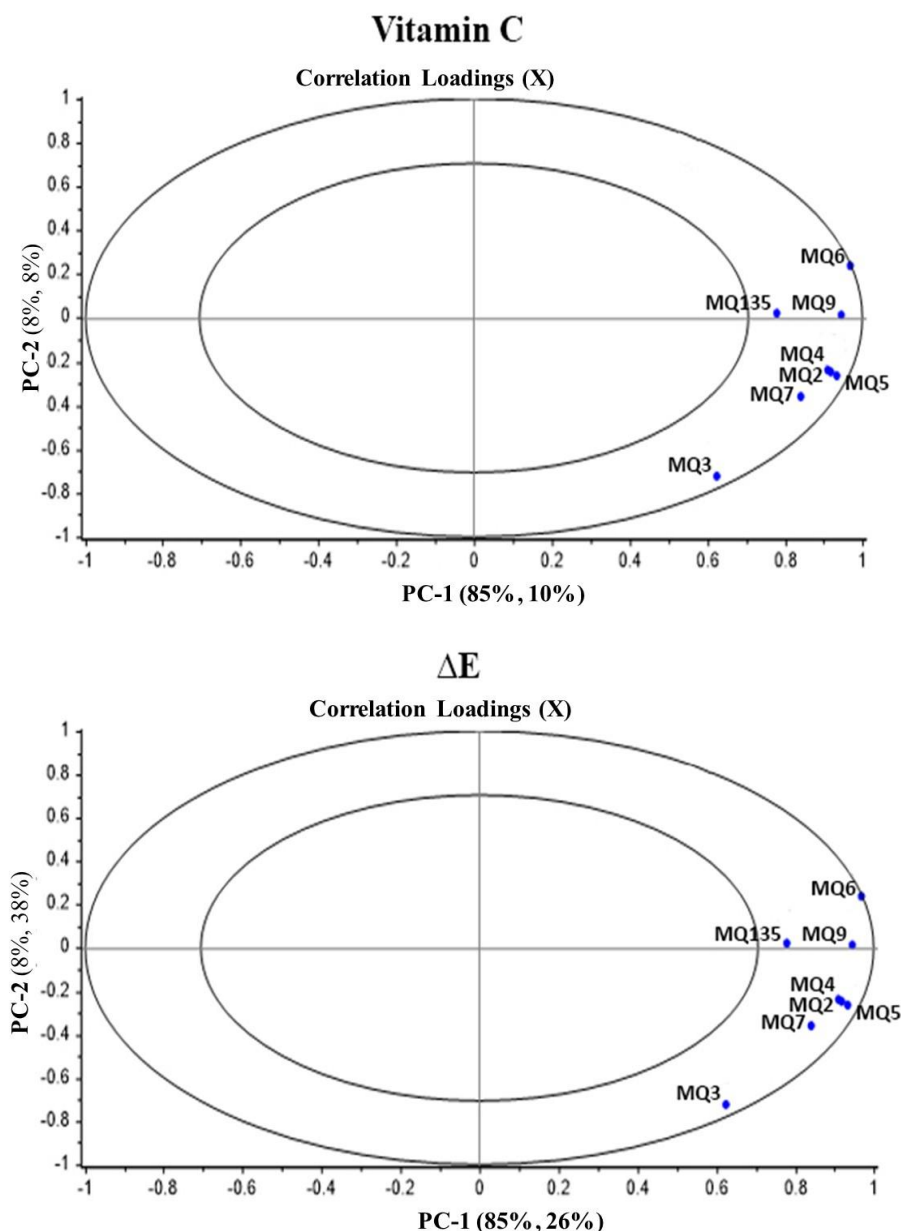 Vitamin C
Correlation Loadings (X)
1
0.8
0.6
0.4
0.2
0
-0.2
-0.4
-0.6
-0.8
-1
PC-2 (8%, 8%)
MQ6
MQ135 MQ9
MQ4
MQ2 MQ5
MQ7
MQ3
-1 -0.8 -0.6 -0.4 -0.2 0 0.2 0.4 0.6 0.8 1
PC-1 (85%, 10%)
ΔE
Correlation Loadings (X)
1
0.8
0.6
0.4
0.2
0
-0.2
-0.4
-0.6
-0.8
-1
PC-2 (8%, 38%)
MQ6
MQ135 MQ9
MQ4
MQ2 MQ5
MQ7
MQ3
-1 -0.8 -0.6 -0.4 -0.2 0 0.2 0.4 0.6 0.8 1
PC-1 (85%, 26%)